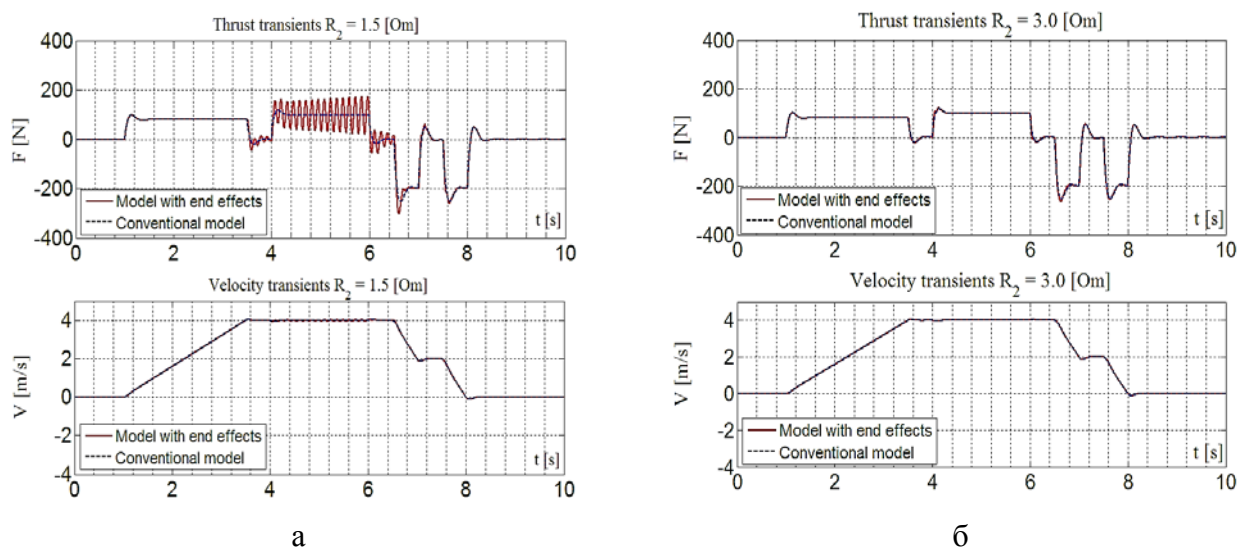 Thrust transients R2 = 1.5 [Om]
400
200
0
-200
-400
F [N]
Model with end effects
Conventional model
t [s]
0 2 4 6 8 10
Velocity transients R2 = 1.5 [Om]
4
2
0
-2
-4
V [m/s]
Model with end effects
Conventional model
t [s]
0 2 4 6 8 10
а
Thrust transients R2 = 3.0 [Om]
400
200
0
-200
-400
F [N]
Model with end effects
Conventional model
t [s]
0 2 4 6 8 10
Velocity transients R2 = 3.0 [Om]
4
2
0
-2
-4
V [m/s]
Model with end effects
Conventional model
t [s]
0 2 4 6 8 10
б